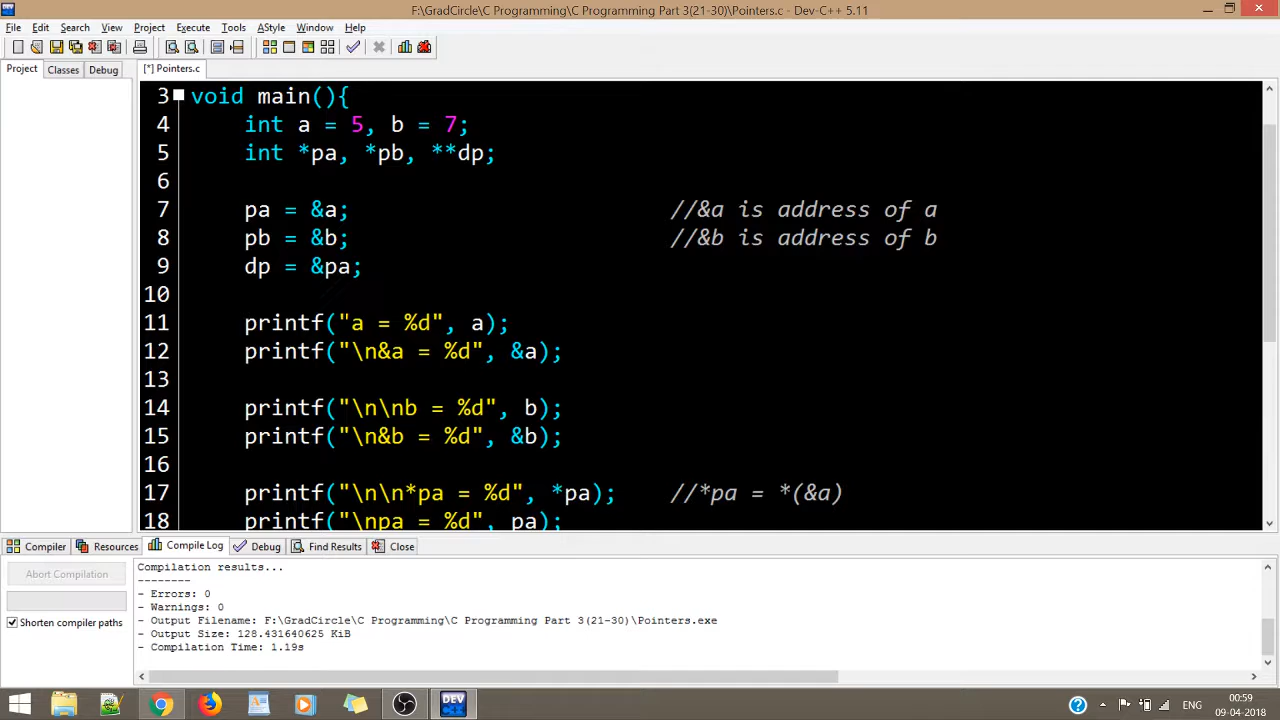 F:\GradCircle\C Programming\C Programming Part 3(21-30)\Pointers.c - Dev-C++ 5.11
File Edit Search View Project Execute Tools AStyle Window Help
Project Classes Debug
[*] Pointers.c
3 void main(){
4 int a = 5, b = 7;
5 int *pa, *pb, **dp;
6
7 pa = &a; //&a is address of a
8 pb = &b; //&b is address of b
9 dp = &pa;
10
11 printf("a = %d", a);
12 printf("\n&a = %d", &a);
13
14 printf("\n\nb = %d", b);
15 printf("\n&b = %d", &b);
16
17 printf("\n\n*pa = %d", *pa); //*pa = *(&a)
18 printf("\npa = %d", pa);
Compiler Resources Compile Log Debug Find Results Close
Abort Compilation
Shorten compiler paths
Compilation results...
--------
- Errors: 0
- Warnings: 0
- Output Filename: F:\GradCircle\C Programming\C Programming Part 3(21-30)\Pointers.exe
- Output Size: 128.431640625 KiB
- Compilation Time: 1.19s
DEV
ENG
00:59
09-04-2018